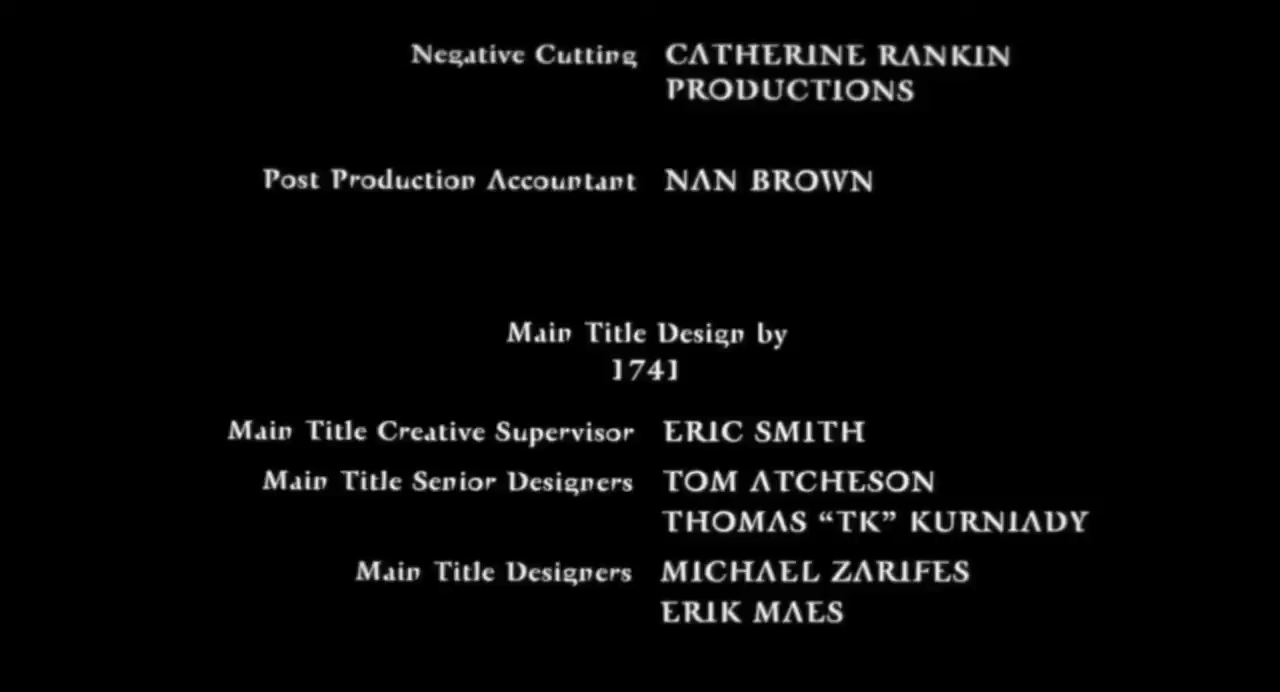 Negative Cutting CATHERINE RANKIN
PRODUCTIONS
Post Production Accountant NAN BROWN
Main Title Design by
1741
Main Title Creative Supervisor ERIC SMITH
Main Title Senior Designers TOM ATCHESON
THOMAS “TK” KURNIADY
Main Title Designers MICHAEL ZARIFES
ERIK MAES